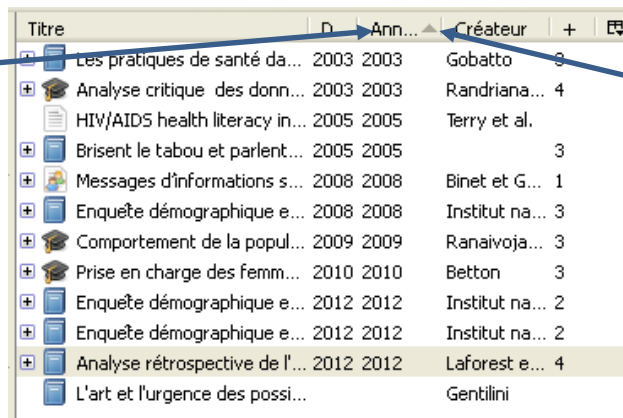 Titre D... Ann... Créateur +
Les pratiques de santé da... 2003 2003 Gobatto 3
Analyse critique des donn... 2003 2003 Randriana... 4
HIV/AIDS health literacy in... 2005 2005 Terry et al.
Brisent le tabou et parlent... 2005 2005 3
Messages d'informations s... 2008 2008 Binet et G... 1
Enquête démographique e... 2008 2008 Institut na... 3
Comportement de la popul... 2009 2009 Ranaivoja... 3
Prise en charge des femm... 2010 2010 Betton 3
Enquête démographique e... 2012 2012 Institut na... 2
Enquête démographique e... 2012 2012 Institut na... 2
Analyse rétrospective de l'... 2012 2012 Laforest e... 4
L'art et l'urgence des possi... Gentilini